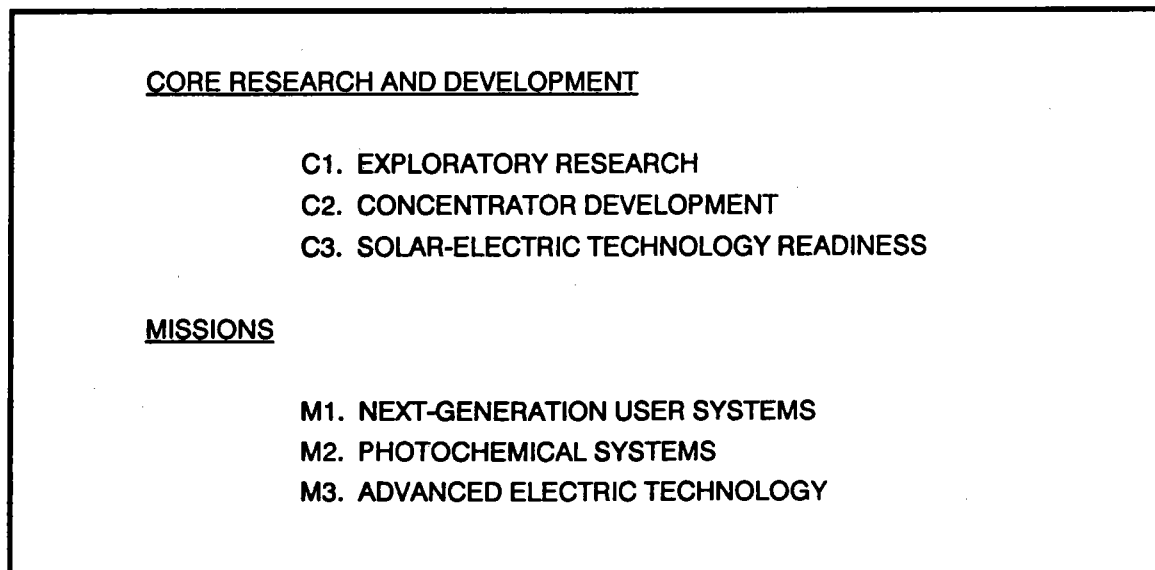 CORE RESEARCH AND DEVELOPMENT
C1. EXPLORATORY RESEARCH
C2. CONCENTRATOR DEVELOPMENT
C3. SOLAR-ELECTRIC TECHNOLOGY READINESS
MISSIONS
M1. NEXT-GENERATION USER SYSTEMS
M2. PHOTOCHEMICAL SYSTEMS
M3. ADVANCED ELECTRIC TECHNOLOGY